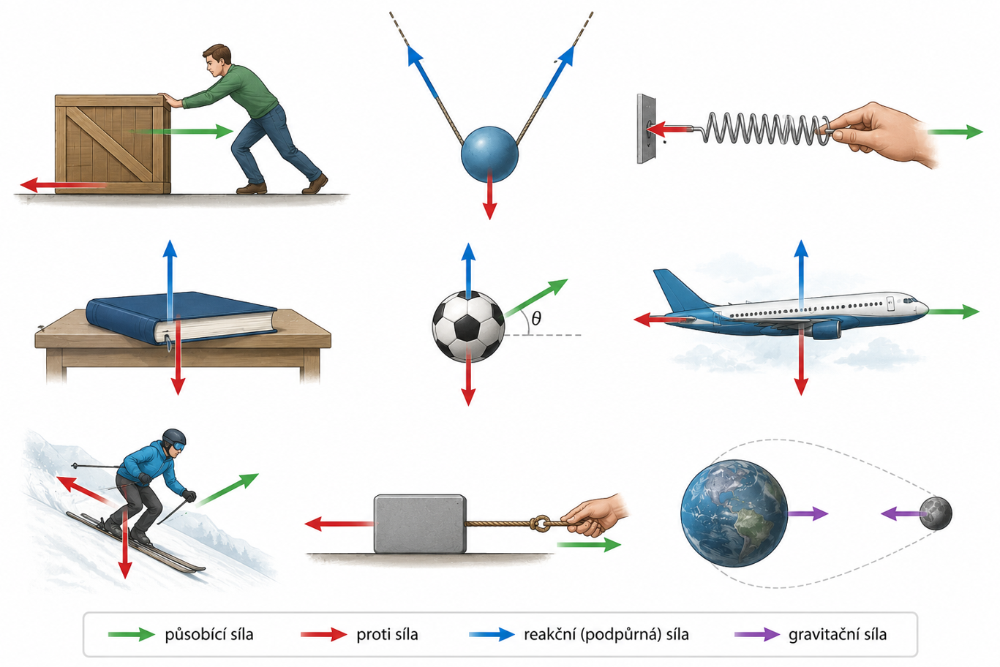 θ
působící síla
proti síla
reakční (podpůrná) síla
gravitační síla